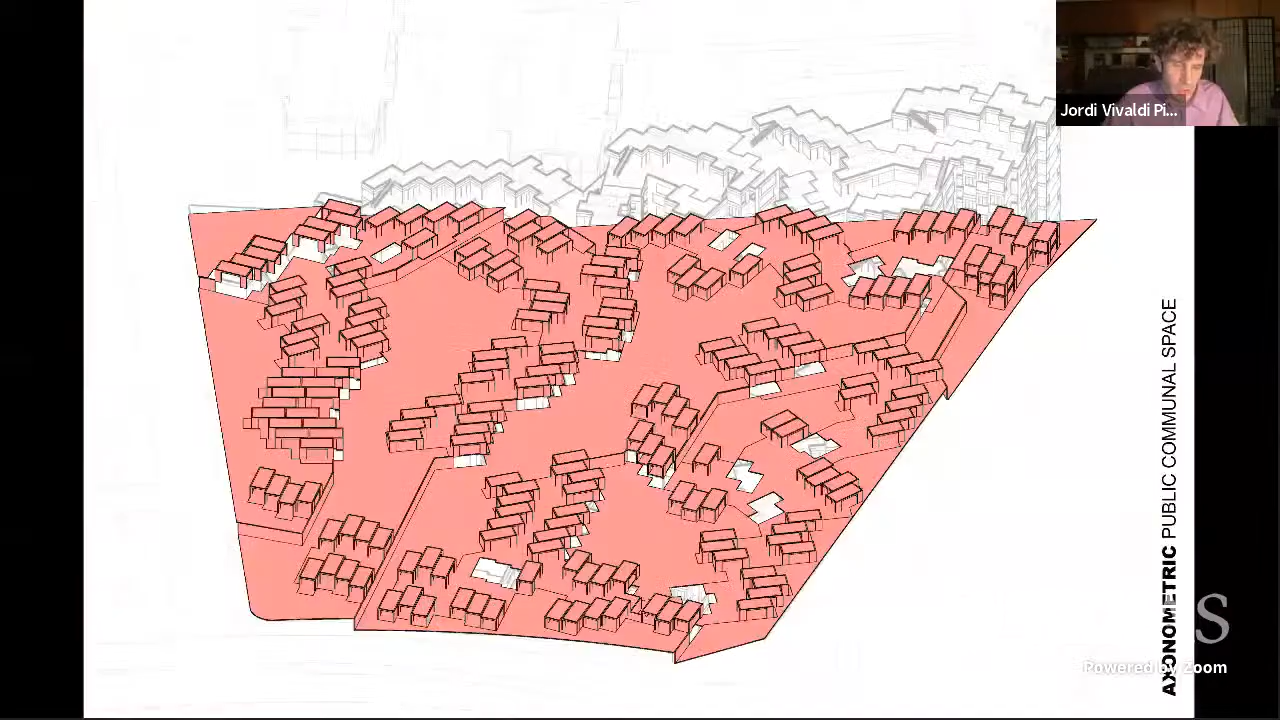 Jordi Vivaldi Pi...
AXONOMETRIC PUBLIC COMMUNAL SPACE
S
Powered by Zoom